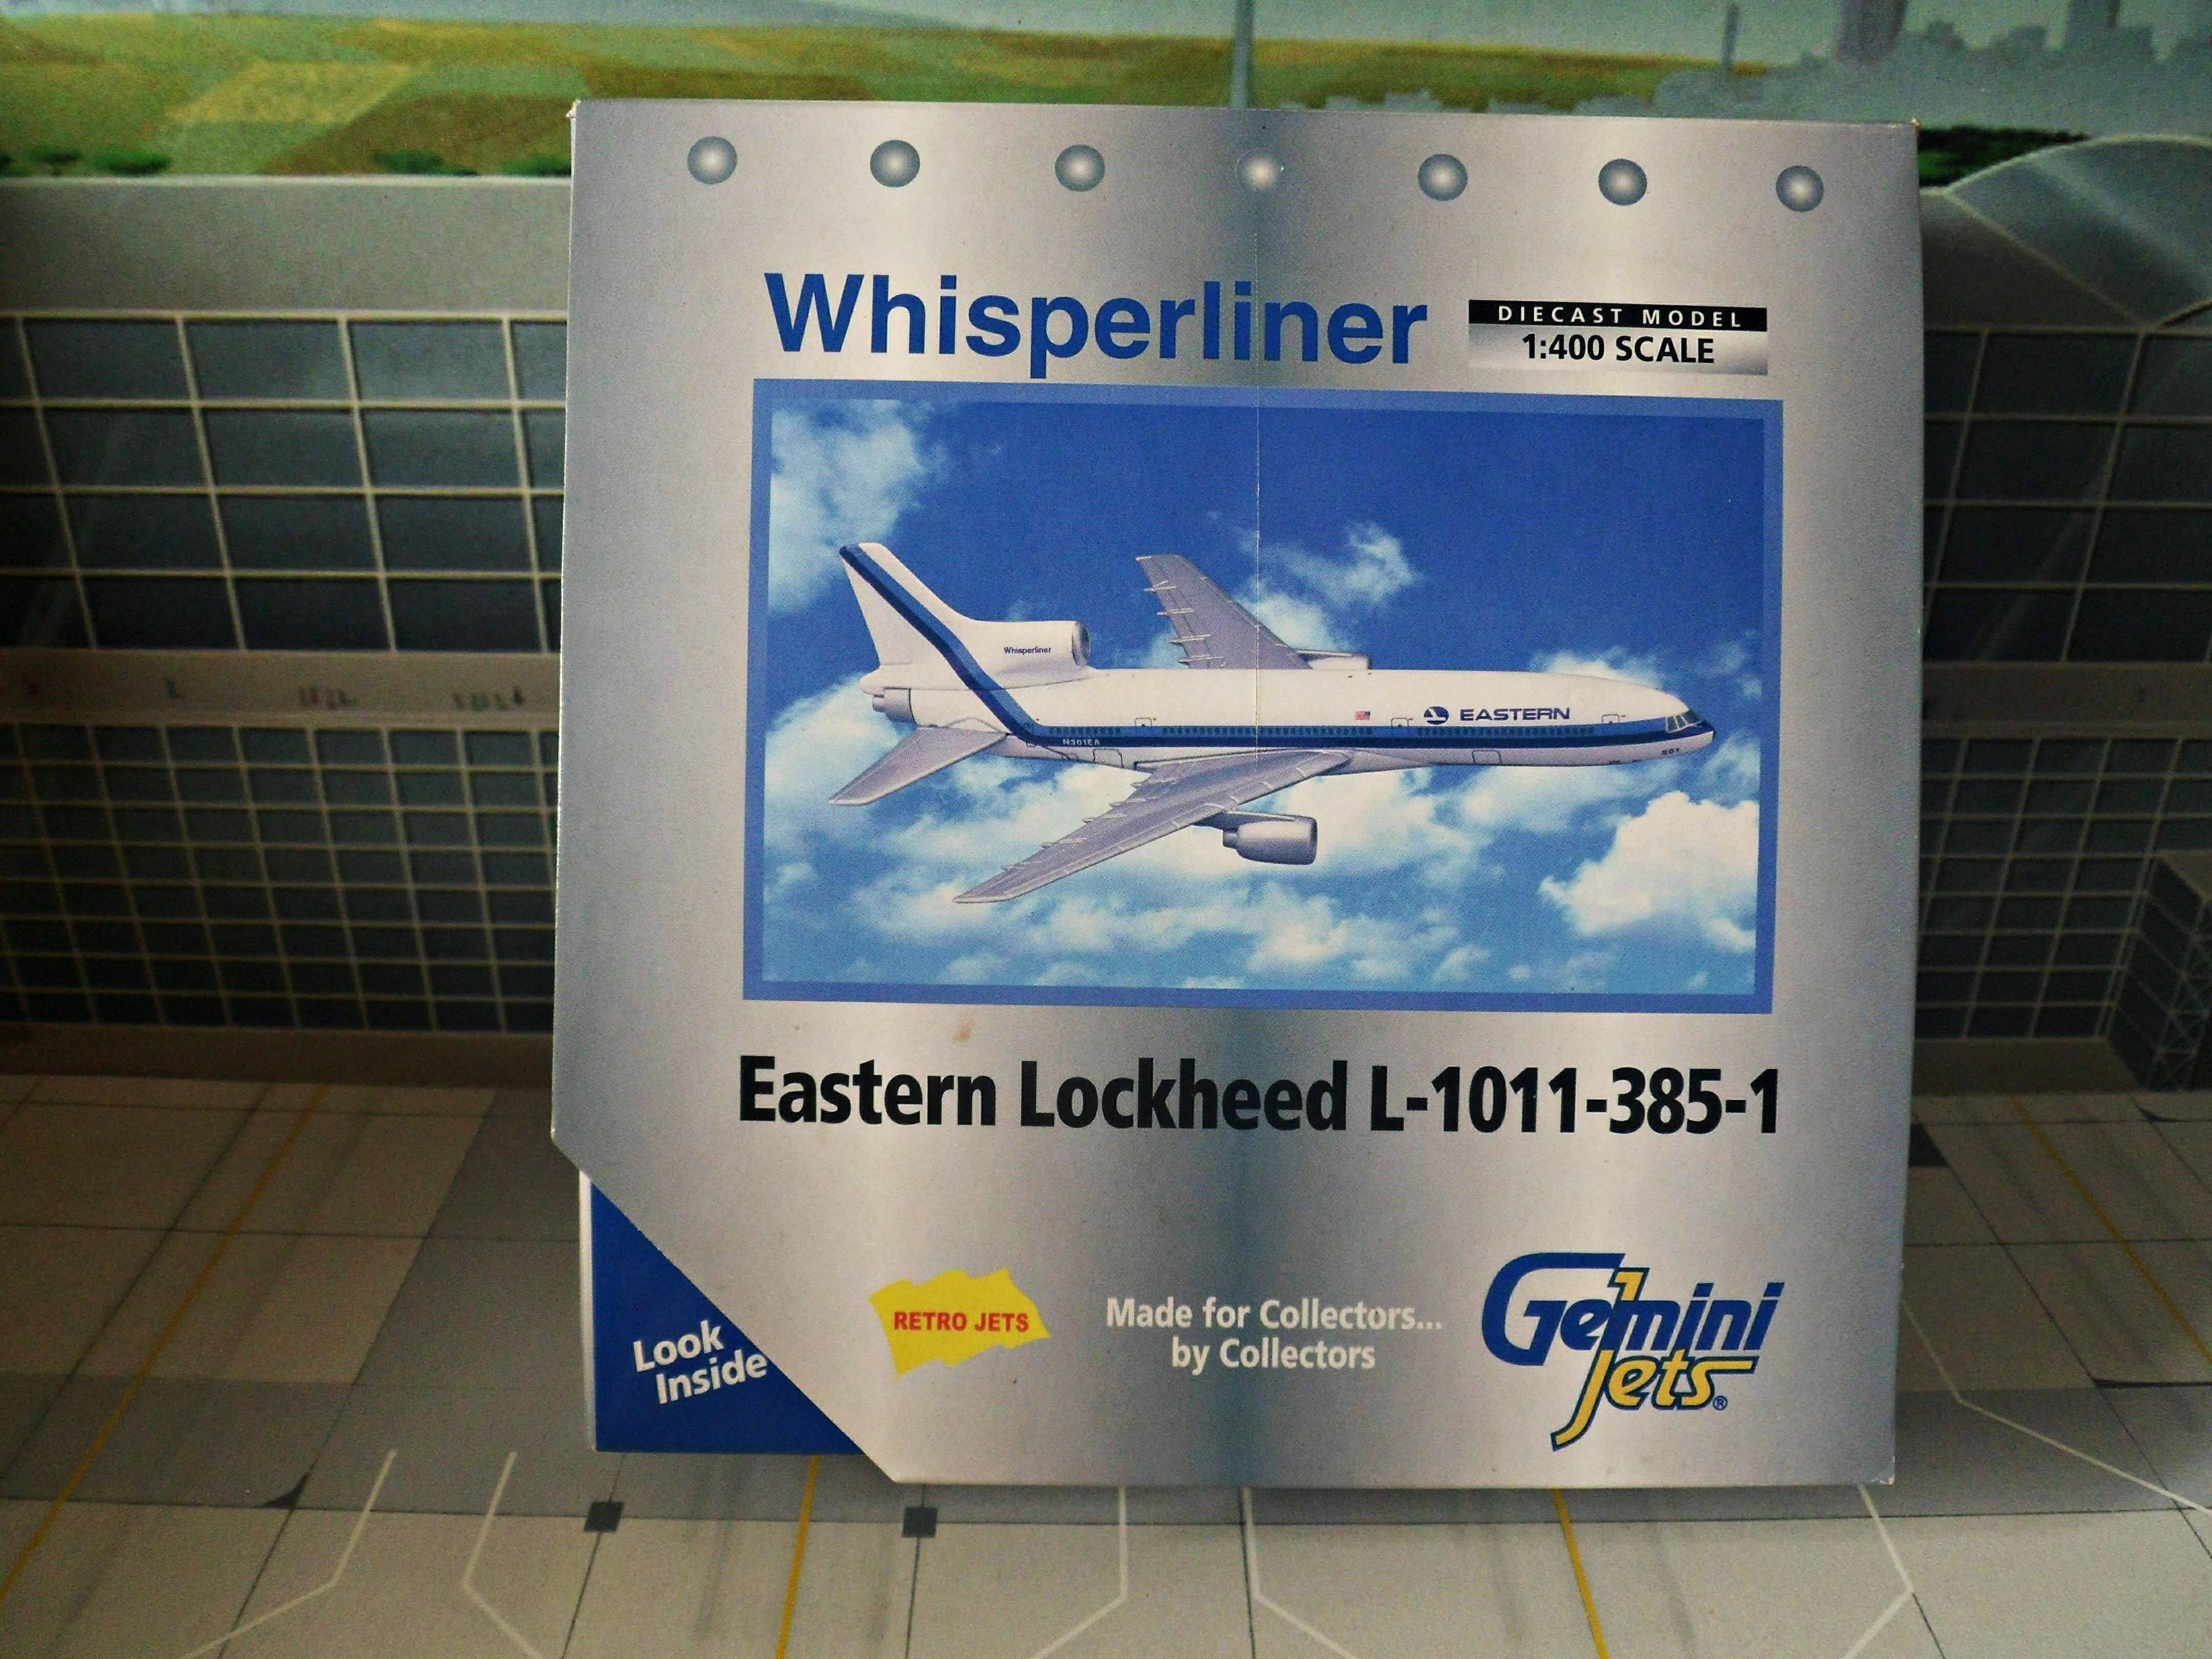 Whisperliner
DIECAST MODEL
1:400 SCALE
Whisperliner
EASTERN
N301EA
Eastern Lockheed L-1011-385-1
Look
Inside
RETRO JETS
Made for Collectors...
by Collectors
Gemini
Jets®